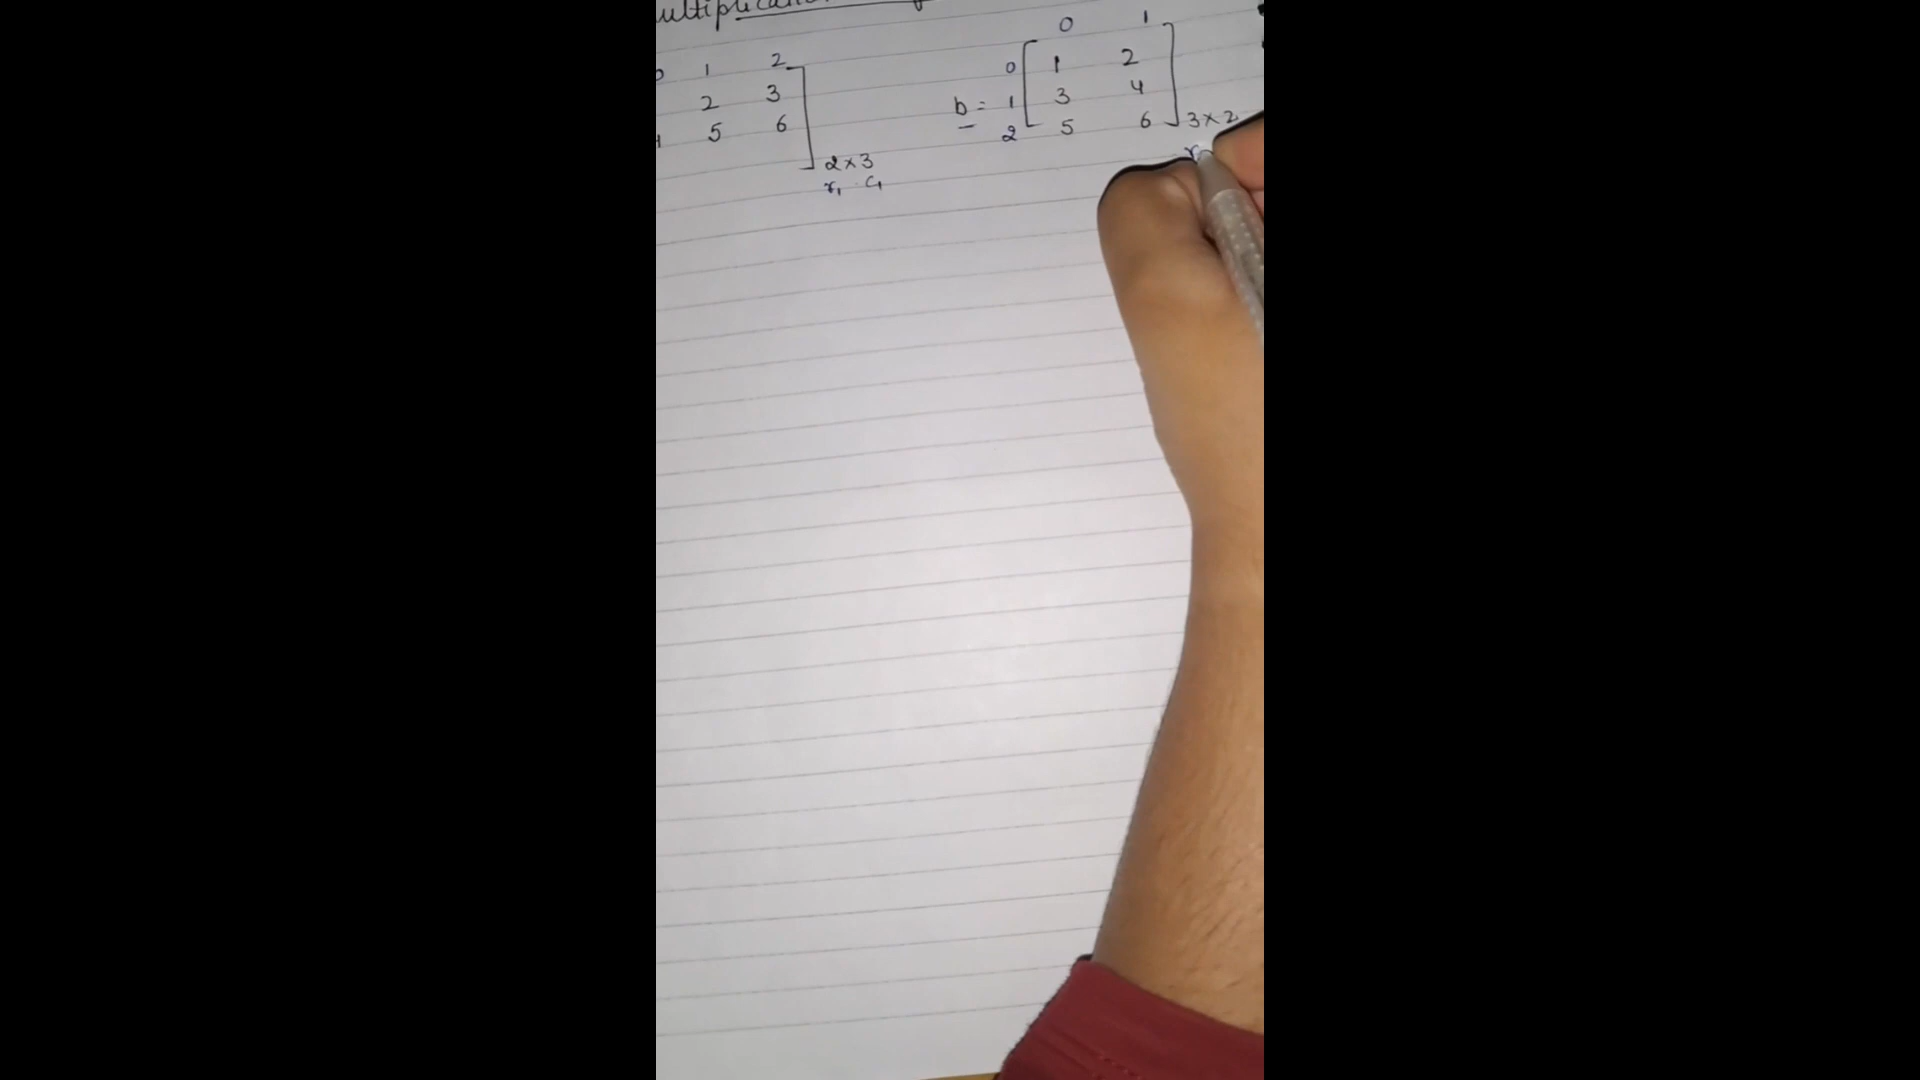 0 1 2
2 3
5 6
2 × 3
r₁ c₁
0 1
0 1 2
b = 1 3 4
2 5 6 3 × 2
r